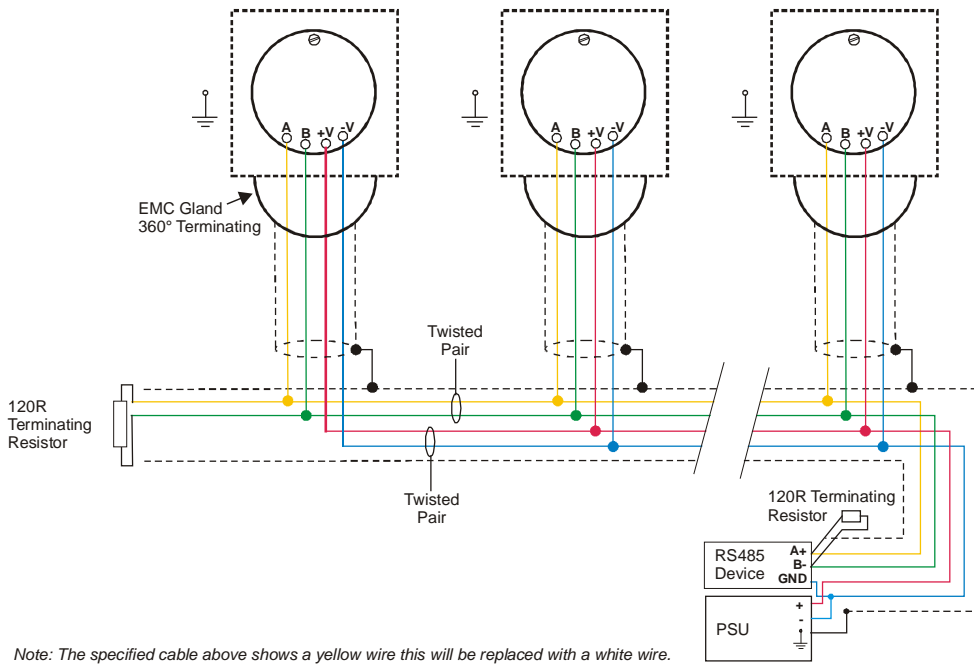 A B +V -V
A B +V -V
A B +V -V
EMC Gland
360° Terminating
Twisted
Pair
120R
Terminating
Resistor
Twisted
Pair
120R Terminating
Resistor
RS485
Device
A+
B-
GND
PSU
+
-
Note: The specified cable above shows a yellow wire this will be replaced with a white wire.